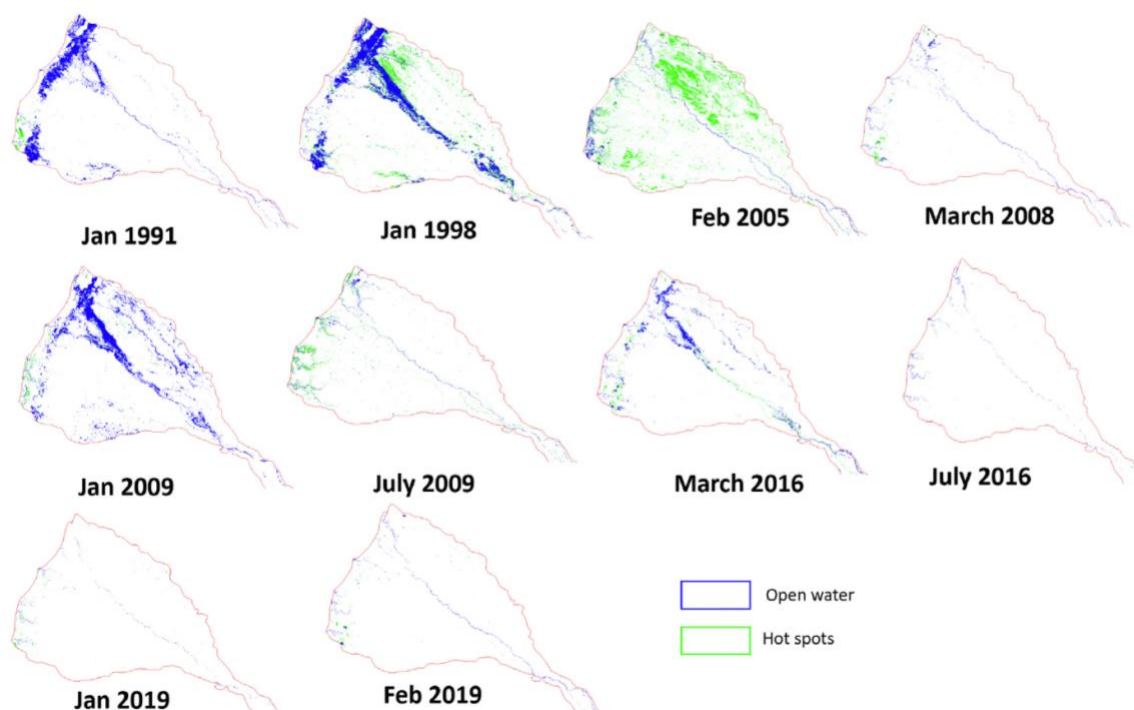 Jan 1991
Jan 1998
Feb 2005
March 2008
Jan 2009
July 2009
March 2016
July 2016
Jan 2019
Feb 2019
Open water
Hot spots